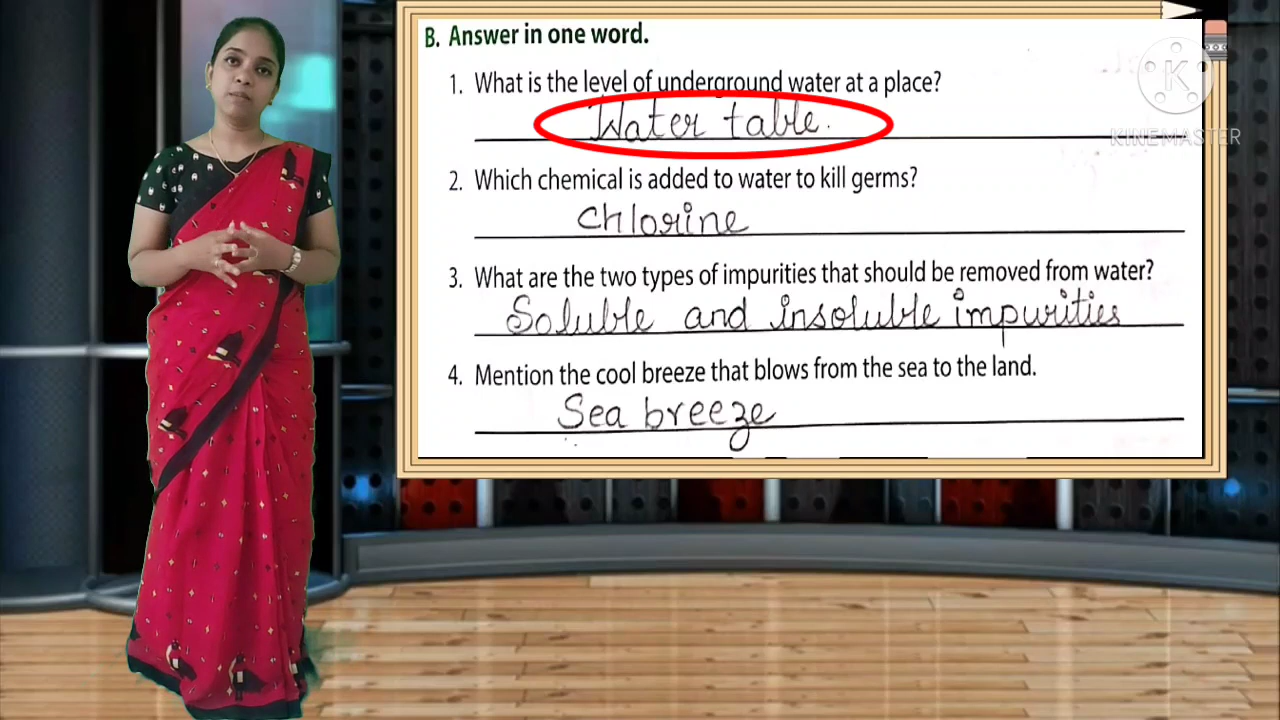 B. Answer in one word.
1. What is the level of underground water at a place?
Water table.
2. Which chemical is added to water to kill germs?
Chlorine
3. What are the two types of impurities that should be removed from water?
Soluble and insoluble impurities
4. Mention the cool breeze that blows from the sea to the land.
Sea breeze
K
KINEMASTER